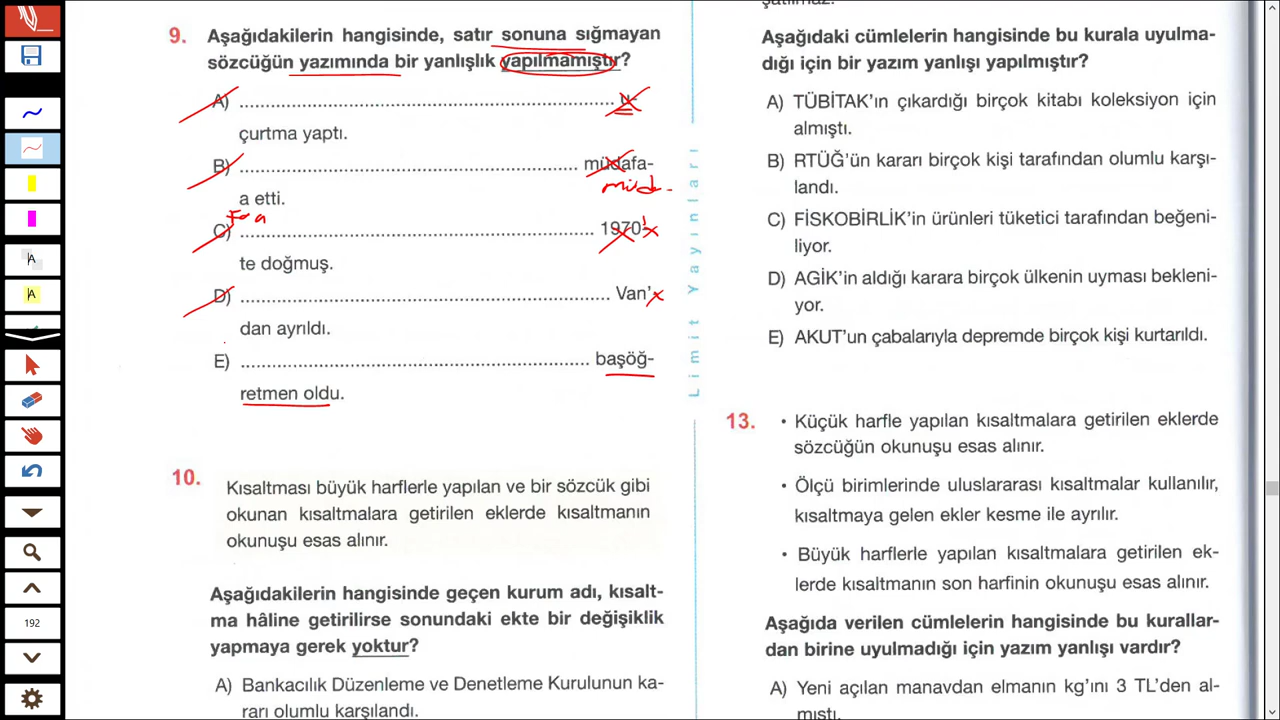 9. Aşağıdakilerin hangisinde, satır sonuna sığmayan
sözcüğün yazımında bir yanlışlık yapılmamıştır?
A) ............................................................ u-
çurtma yaptı.
B) ............................................................ müdafa-
müd-
a etti.
faa
C) ............................................................ 1970'
te doğmuş.
D) ............................................................ Van'
dan ayrıldı.
E) ............................................................ başöğ-
retmen oldu.
10. Kısaltması büyük harflerle yapılan ve bir sözcük gibi
okunan kısaltmalara getirilen eklerde kısaltmanın
okunuşu esas alınır.
Aşağıdakilerin hangisinde geçen kurum adı, kısalt-
ma hâline getirilirse sonundaki ekte bir değişiklik
yapmaya gerek yoktur?
A) Bankacılık Düzenleme ve Denetleme Kurulunun ka-
rarı olumlu karşılandı.
Limit Yayınları
şatılmaz.
Aşağıdaki cümlelerin hangisinde bu kurala uyulma-
dığı için bir yazım yanlışı yapılmıştır?
A) TÜBİTAK'ın çıkardığı birçok kitabı koleksiyon için
almıştı.
B) RTÜĞ'ün kararı birçok kişi tarafından olumlu karşı-
landı.
C) FİSKOBİRLİK'in ürünleri tüketici tarafından beğeni-
liyor.
D) AGİK'in aldığı karara birçok ülkenin uyması bekleni-
yor.
E) AKUT'un çabalarıyla depremde birçok kişi kurtarıldı.
13. • Küçük harfle yapılan kısaltmalara getirilen eklerde
sözcüğün okunuşu esas alınır.
• Ölçü birimlerinde uluslararası kısaltmalar kullanılır,
kısaltmaya gelen ekler kesme ile ayrılır.
• Büyük harflerle yapılan kısaltmalara getirilen ek-
lerde kısaltmanın son harfinin okunuşu esas alınır.
Aşağıda verilen cümlelerin hangisinde bu kurallar-
dan birine uyulmadığı için yazım yanlışı vardır?
A) Yeni açılan manavdan elmanın kg'ını 3 TL'den al-
mıştı.
A
A
192